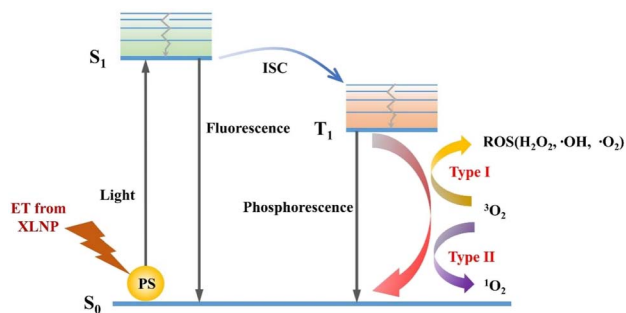 S₁
ISC
T₁
Fluorescence
ROS(H₂O₂, ·OH, ·O₂)
Type I
Light
Phosphorescence
³O₂
ET from
XLNP
Type II
PS
¹O₂
S₀